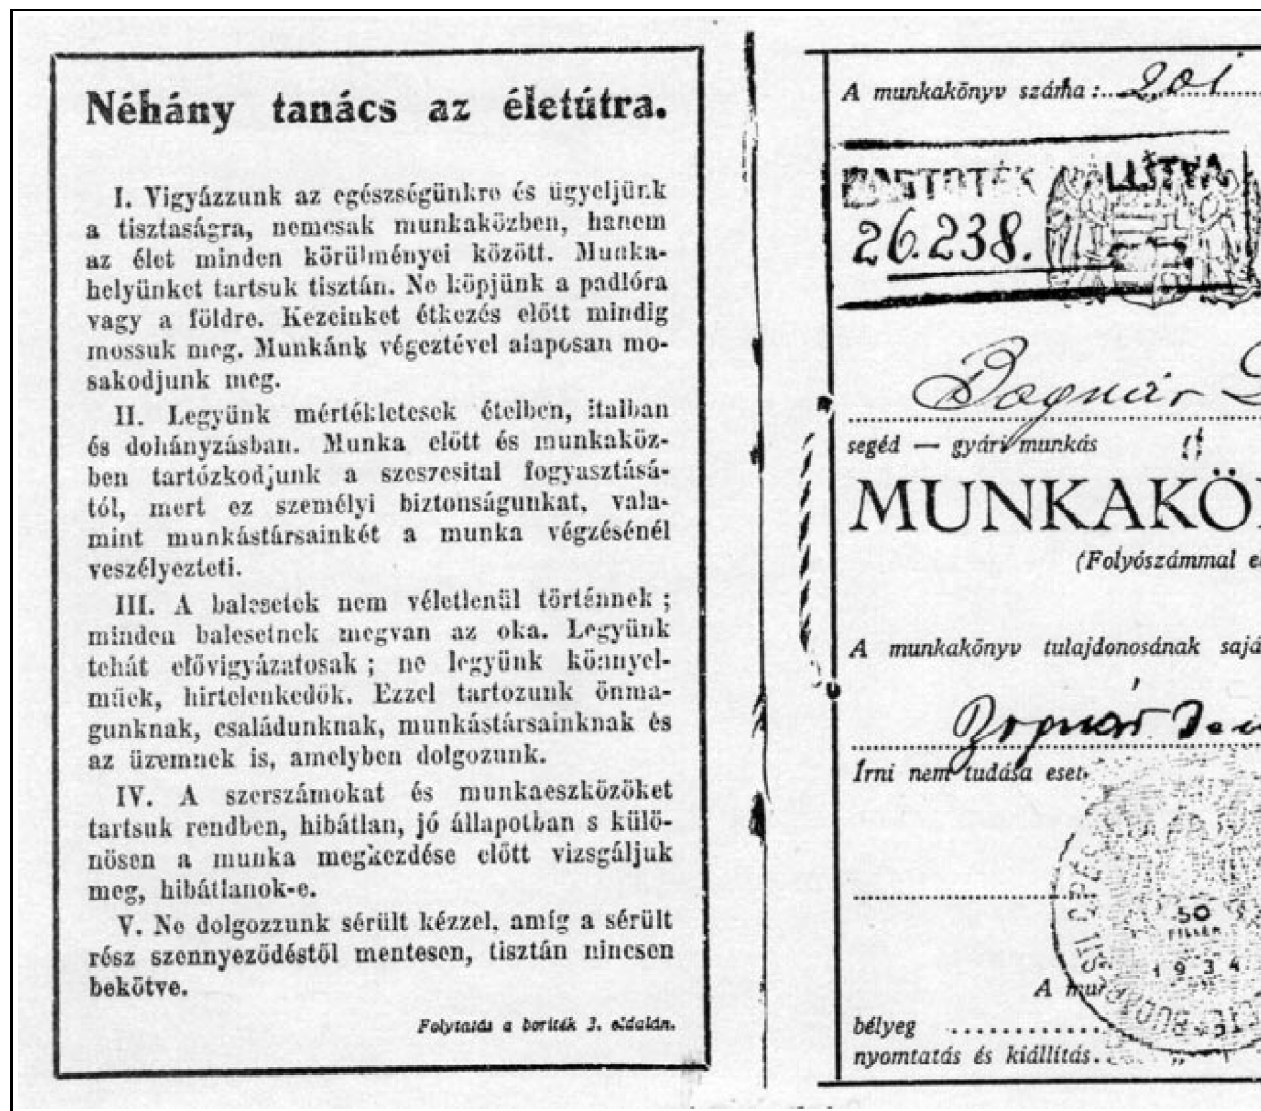 Néhány tanács az életútra.
I. Vigyázzunk az egészségünkre és ügyeljünk
a tisztaságra, nemcsak munkaközben, hanem
az élet minden körülményei között. Munka-
helyünket tartsuk tisztán. Ne köpjünk a padlóra
vagy a földre. Kezeinket étkezés előtt mindig
mossuk meg. Munkánk végeztével alaposan mo-
sakodjunk meg.
II. Legyünk mértékletesek ételben, italban
és dohányzásban. Munka előtt és munkaköz-
ben tartózkodjunk a szeszesital fogyasztásá-
tól, mert ez személyi biztonságunkat, vala-
mint munkástársainkét a munka végzésénél
veszélyezteti.
III. A balesetek nem véletlenül történnek ;
minden balesetnek megvan az oka. Legyünk
tehát elővigyázatosak ; ne legyünk könnyel-
műek, hirtelenkedők. Ezzel tartozunk önma-
gunknak, családunknak, munkástársainknak és
az üzemnek is, amelyben dolgozunk.
IV. A szerszámokat és munkaeszközöket
tartsuk rendben, hibátlan, jó állapotban s külö-
nösen a munka megkezdése előtt vizsgáljuk
meg, hibátlanok-e.
V. Ne dolgozzunk sérült kézzel, amíg a sérült
rész szennyeződéstől mentesen, tisztán nincsen
bekötve.
Folytatás a boriték 3. oldalán.
A munkakönyv száma : 201
26.238.
Bognár
segéd — gyári munkás
MUNKAKÖ
(Folyószámmal e
A munkakönyv tulajdonosának sajá
Bognár
Írni nem tudása eset
50
FILLÉR
1934
A mu
bélyeg
nyomtatás és kiállítás.